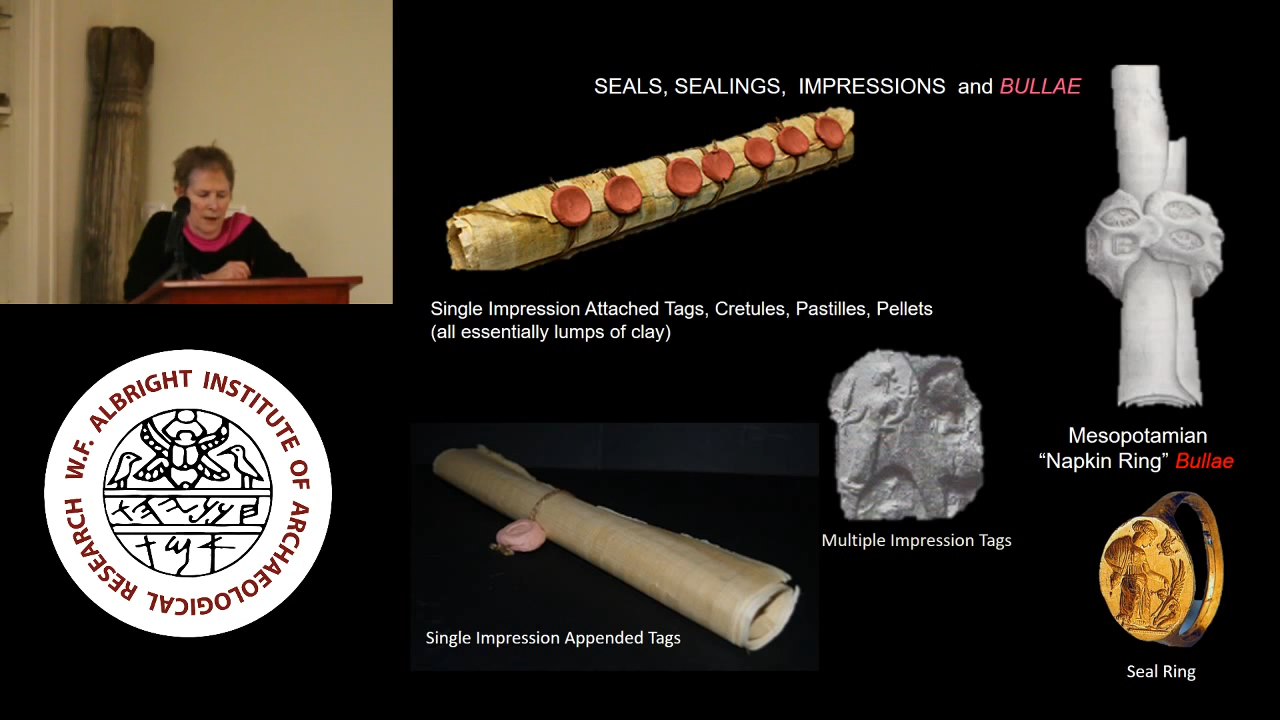 SEALS, SEALINGS, IMPRESSIONS and BULLAE
Single Impression Attached Tags, Cretules, Pastilles, Pellets
(all essentially lumps of clay)
Mesopotamian
“Napkin Ring” Bullae
Multiple Impression Tags
Single Impression Appended Tags
Seal Ring
W.F. ALBRIGHT INSTITUTE OF ARCHAEOLOGICAL RESEARCH